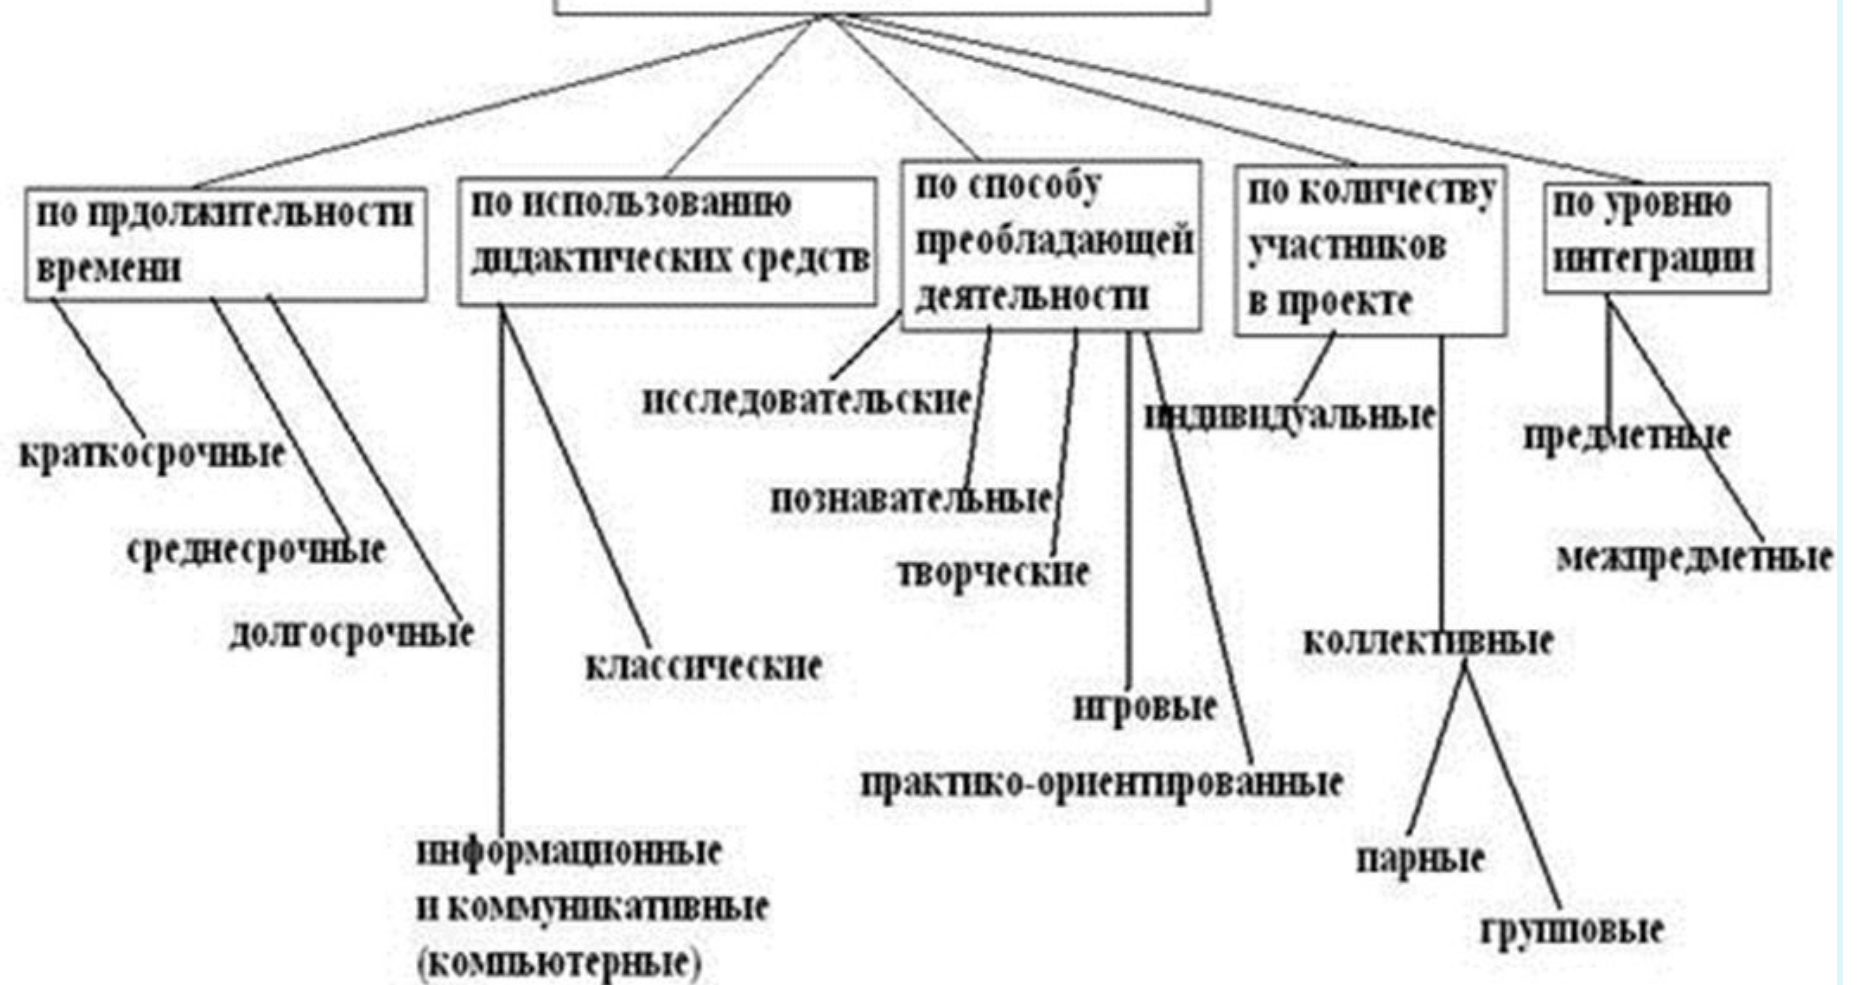 по прдолжительности
времени
по использованию
дидактических средств
по способу
преобладающей
деятельности
по количеству
участников
в проекте
по уровню
интеграции
краткосрочные
среднесрочные
долгосрочные
классические
информационные
и коммуникативные
(компьютерные)
исследовательские
познавательные
творческие
игровые
практико-ориентированные
индивидуальные
коллективные
парные
групповые
предметные
межпредметные